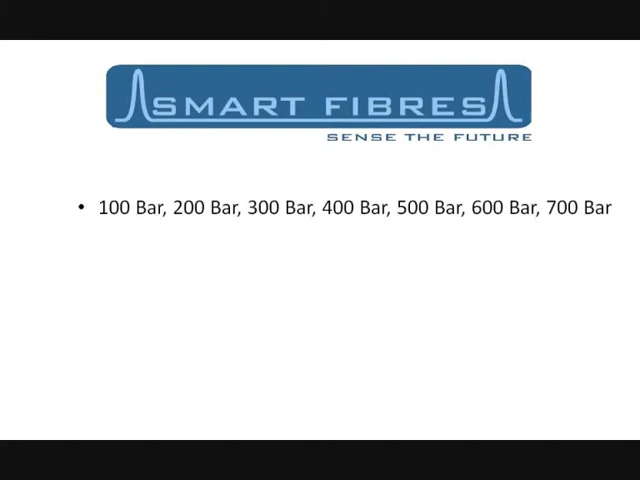 SMART FIBRES
SENSE THE FUTURE
• 100 Bar, 200 Bar, 300 Bar, 400 Bar, 500 Bar, 600 Bar, 700 Bar